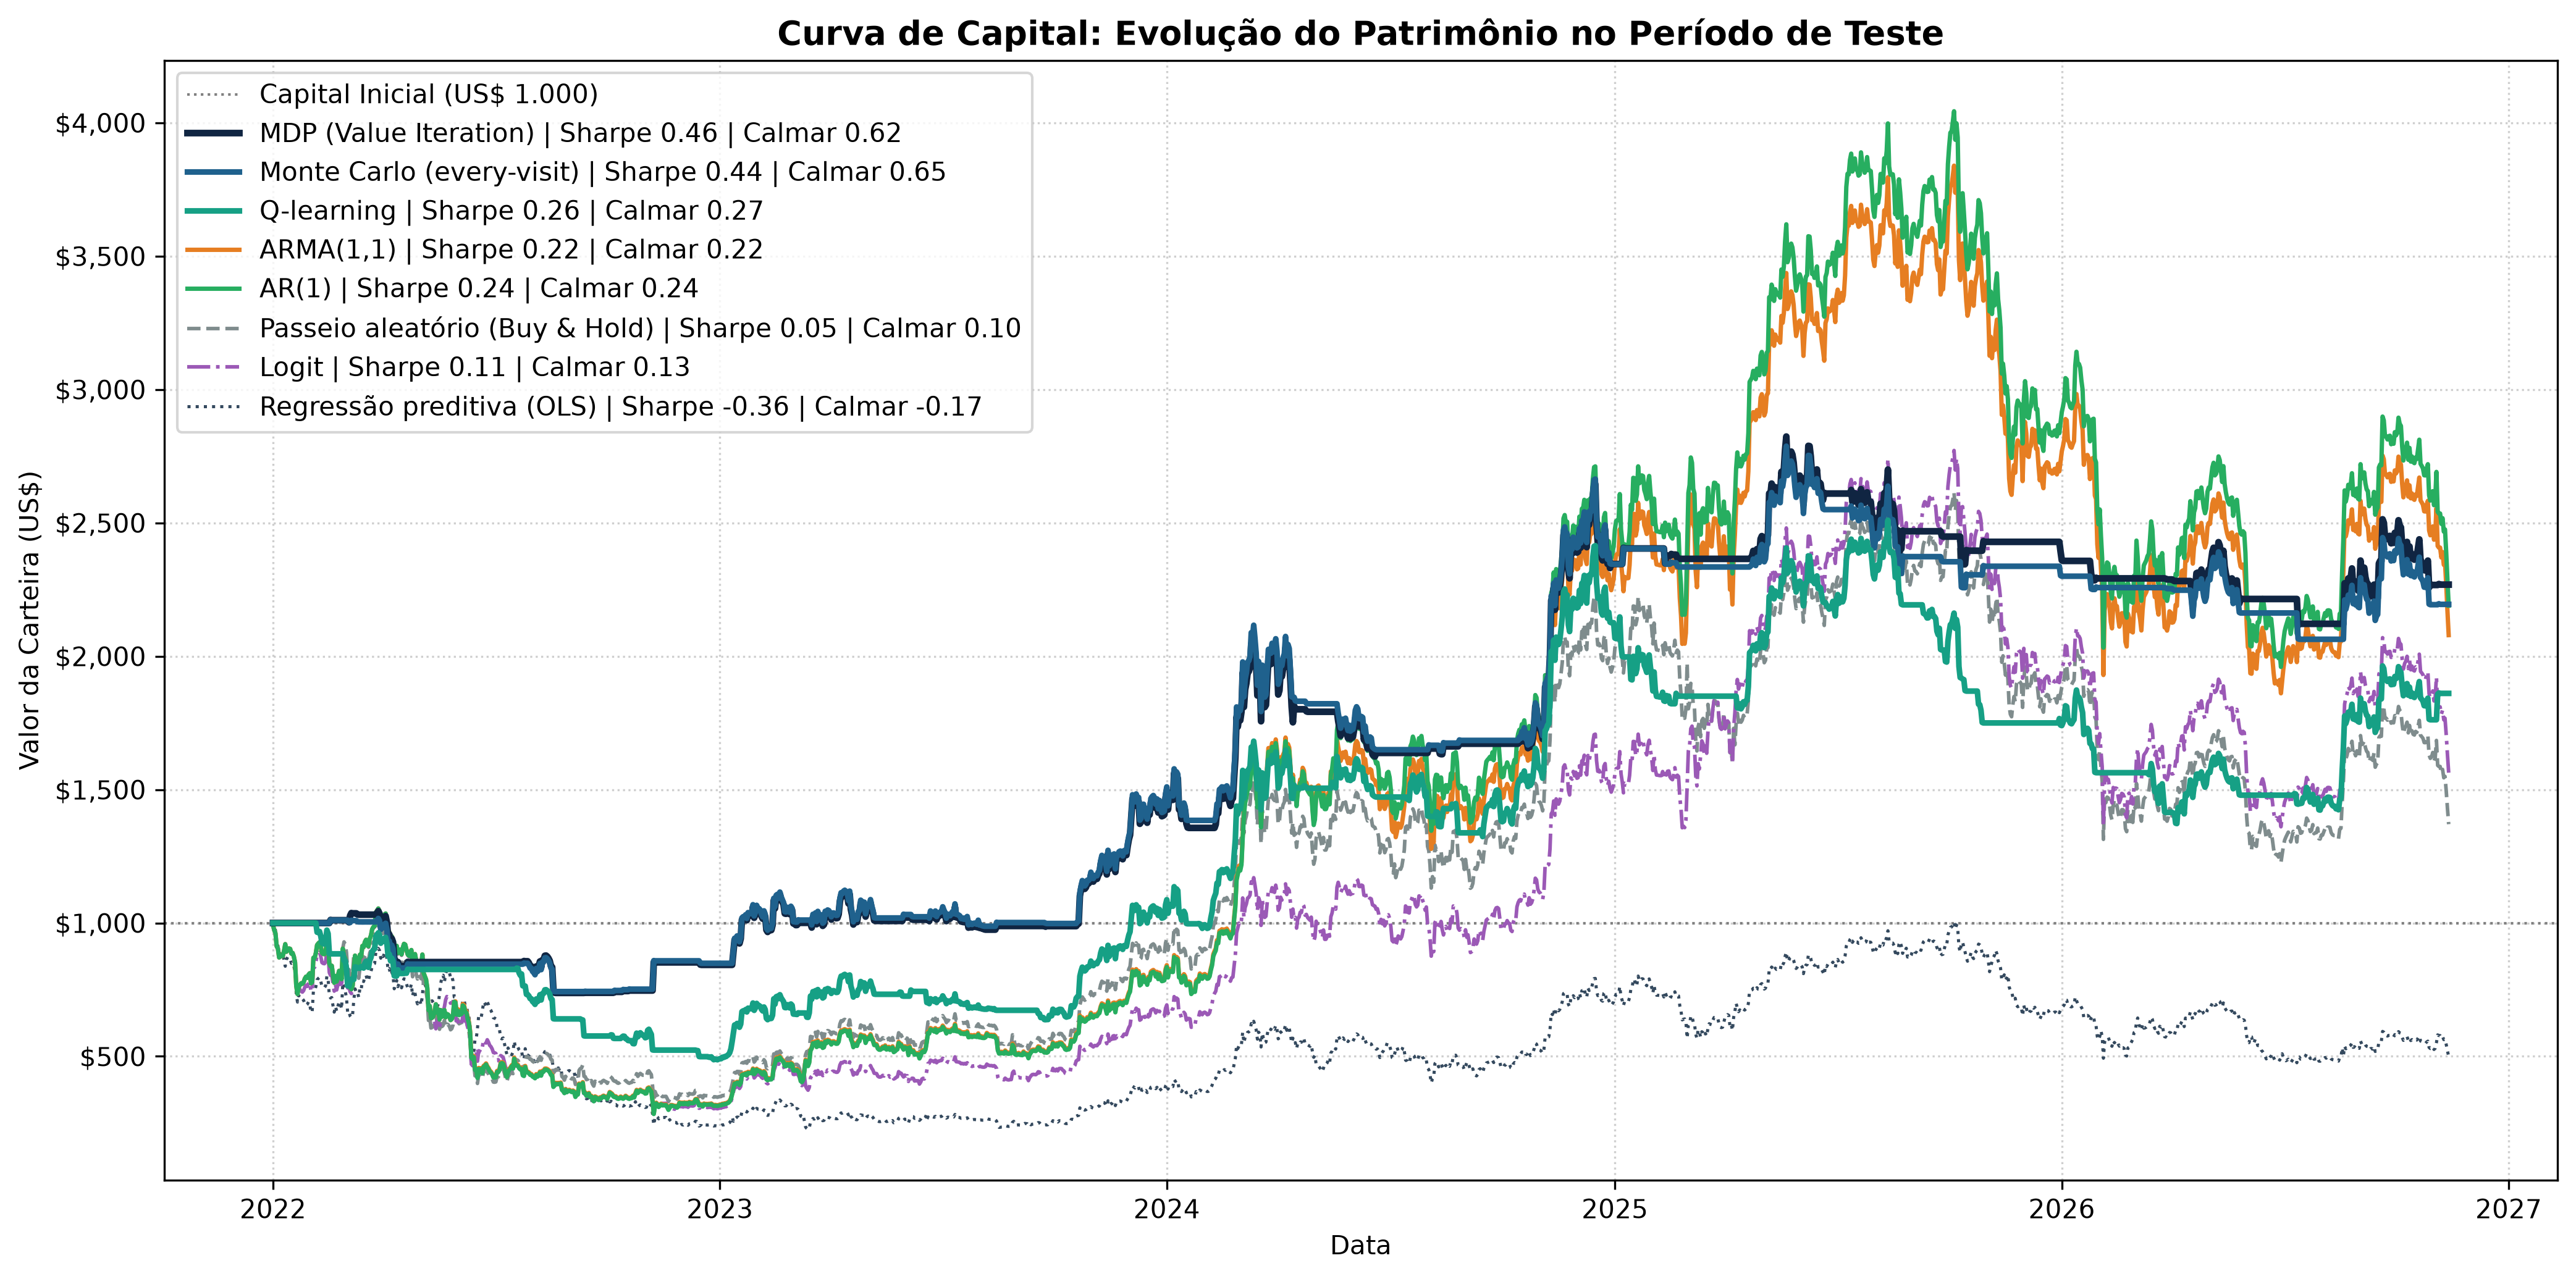 Curva de Capital: Evolução do Patrimônio no Período de Teste
Capital Inicial (US$ 1.000)
MDP (Value Iteration) | Sharpe 0.46 | Calmar 0.62
Monte Carlo (every-visit) | Sharpe 0.44 | Calmar 0.65
Q-learning | Sharpe 0.26 | Calmar 0.27
ARMA(1,1) | Sharpe 0.22 | Calmar 0.22
AR(1) | Sharpe 0.24 | Calmar 0.24
Passeio aleatório (Buy & Hold) | Sharpe 0.05 | Calmar 0.10
Logit | Sharpe 0.11 | Calmar 0.13
Regressão preditiva (OLS) | Sharpe -0.36 | Calmar -0.17
Valor da Carteira (US$)
$4,000
$3,500
$3,000
$2,500
$2,000
$1,500
$1,000
$500
2022 2023 2024 2025 2026 2027
Data